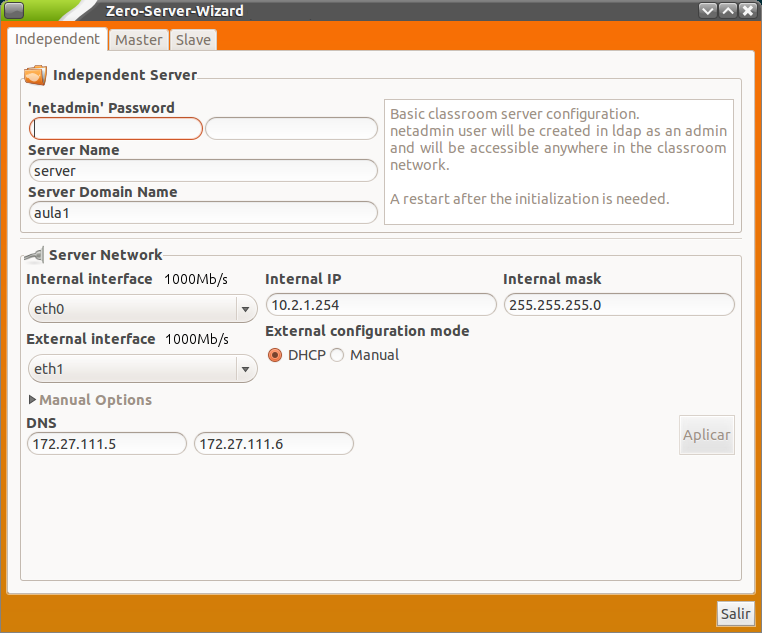 Zero-Server-Wizard
Independent Master Slave
Independent Server
'netadmin' Password
Server Name
server
Server Domain Name
aula1
Basic classroom server configuration.
netadmin user will be created in ldap as an admin
and will be accessible anywhere in the classroom
network.
A restart after the initialization is needed.
Server Network
Internal interface 1000Mb/s Internal IP Internal mask
eth0 10.2.1.254 255.255.255.0
External interface 1000Mb/s External configuration mode
eth1 DHCP Manual
Manual Options
DNS
172.27.111.5 172.27.111.6
Aplicar
Salir